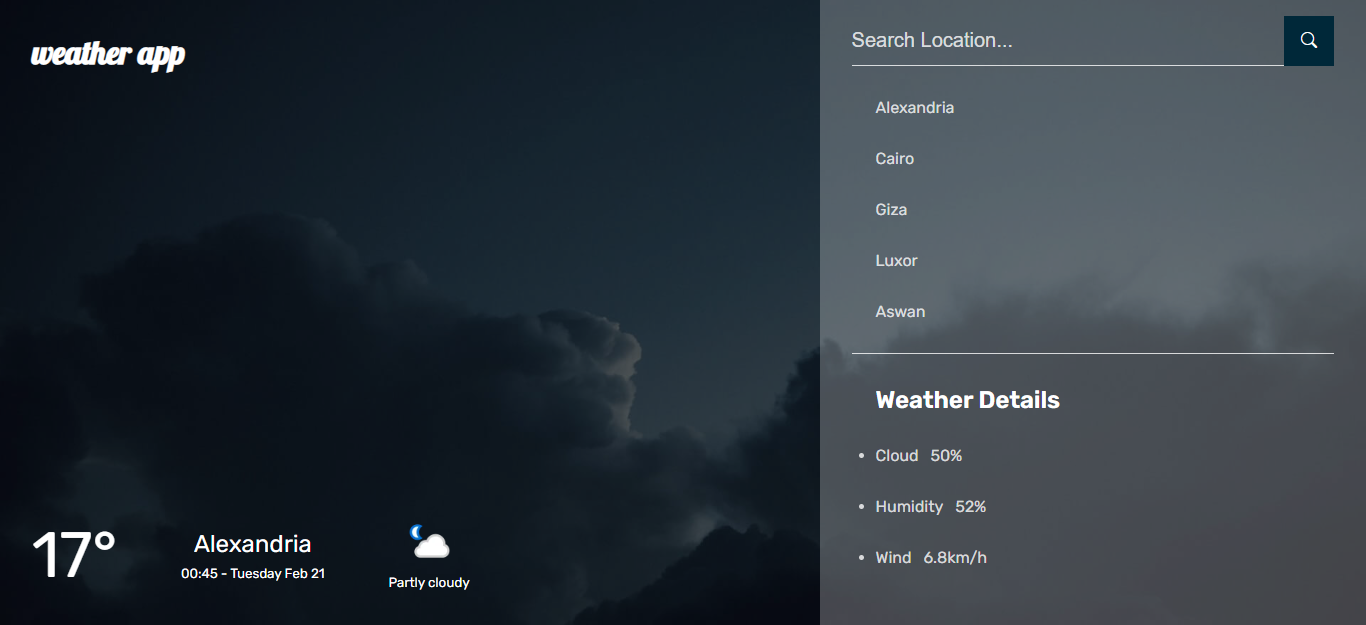 weather app
17°
Alexandria
00:45 - Tuesday Feb 21
Partly cloudy
Search Location...
Alexandria
Cairo
Giza
Luxor
Aswan
Weather Details
• Cloud 50%
• Humidity 52%
• Wind 6.8km/h